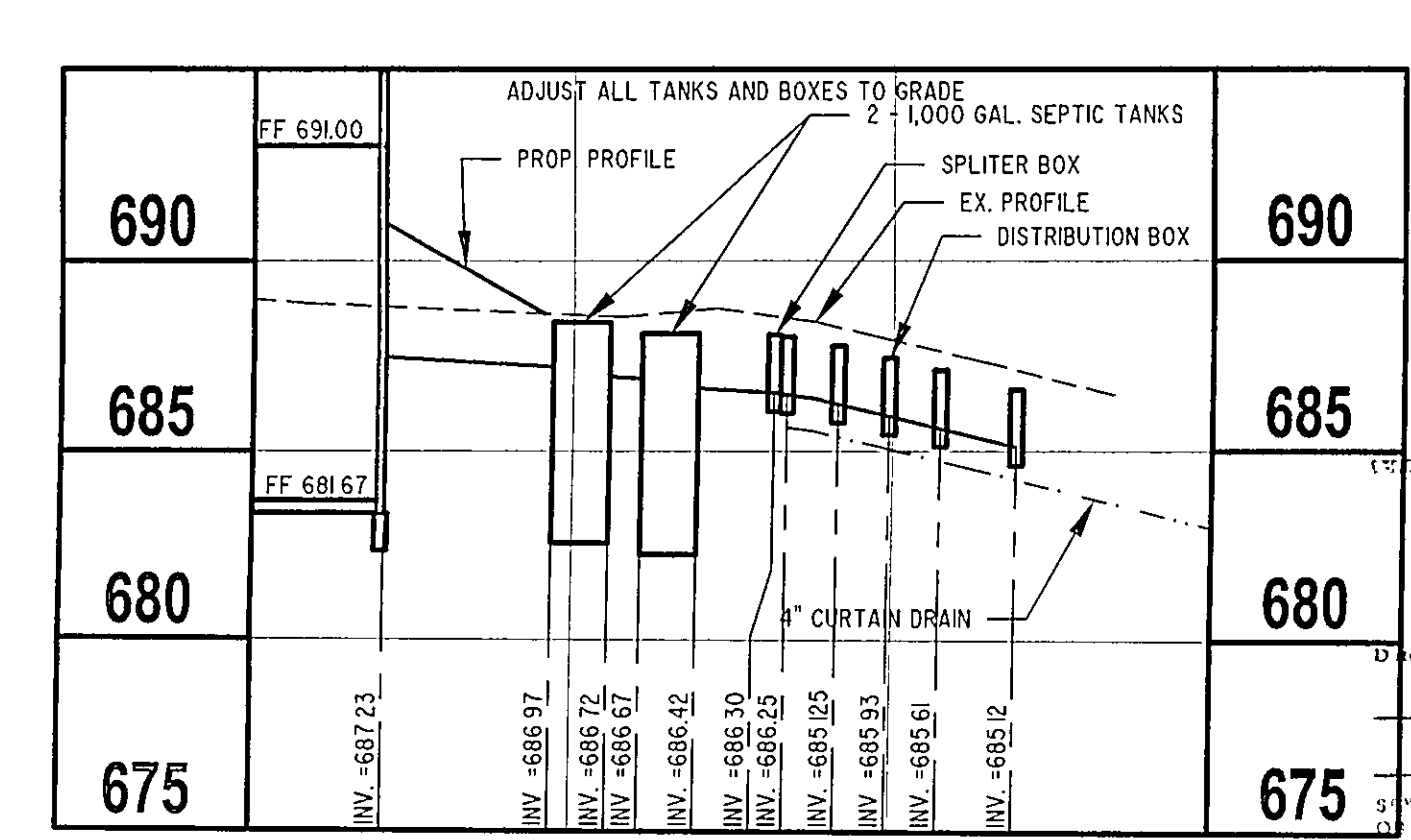 ADJUST ALL TANKS AND BOXES TO GRADE
2 - 1,000 GAL. SEPTIC TANKS
FF 691.00
PROP. PROFILE
SPLITER BOX
EX. PROFILE
DISTRIBUTION BOX
690
690
685
685
FF 681.67
680
680
4" CURTAIN DRAIN
675
675
INV. =687.23
INV =686.97
INV. =686.72
INV. =686.67
INV. =686.42
INV =686.30
INV. =686.25
INV. =685.125
INV. =685.93
INV. =685.61
INV. =685.12